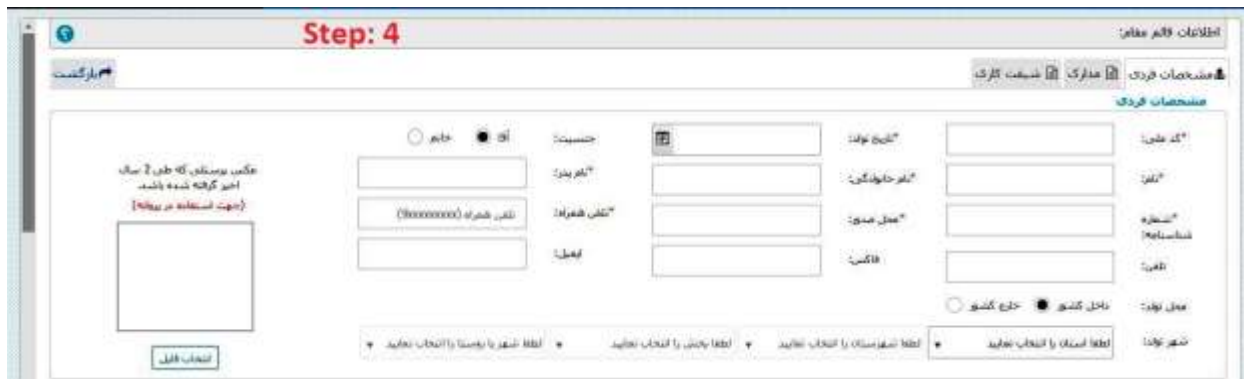 Step: 4
اطلاعات قائم مقام:
مشخصات فردی مدارک شیفت کاری بازگشت
مشخصات فردی
*کد ملی: *تاریخ تولد: جنسیت: آقا خانم
*نام: *نام خانوادگی: *نام پدر:
عکس پرسنلی که طی 2 سال
اخیر گرفته شده باشد.
(جهت استفاده در پروانه)
*شماره شناسنامه: *محل صدور: *تلفن همراه: تلفن همراه (9xxxxxxxxx)
تلفن: فاکس: ایمیل:
محل تولد: داخل کشور خارج کشور
شهر تولد: لطفا استان را انتخاب نمایید لطفا شهرستان را انتخاب نمایید لطفا بخش را انتخاب نمایید لطفا شهر یا روستا را انتخاب نمایید
انتخاب فایل